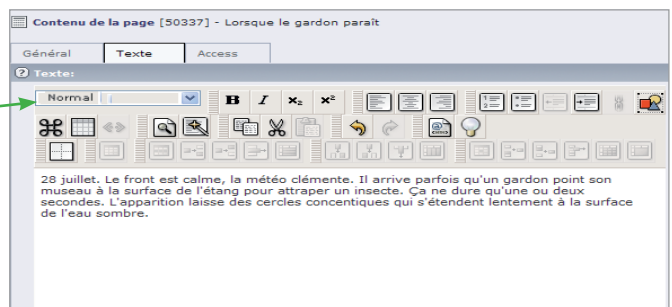 Contenu de la page [50337] - Lorsque le gardon paraît
Général Texte Access
? Texte:
Normal
B I x₂ x²
28 juillet. Le front est calme, la météo clémente. Il arrive parfois qu'un gardon point son
museau à la surface de l'étang pour attraper un insecte. Ça ne dure qu'une ou deux
secondes. L'apparition laisse des cercles concentiques qui s'étendent lentement à la surface
de l'eau sombre.